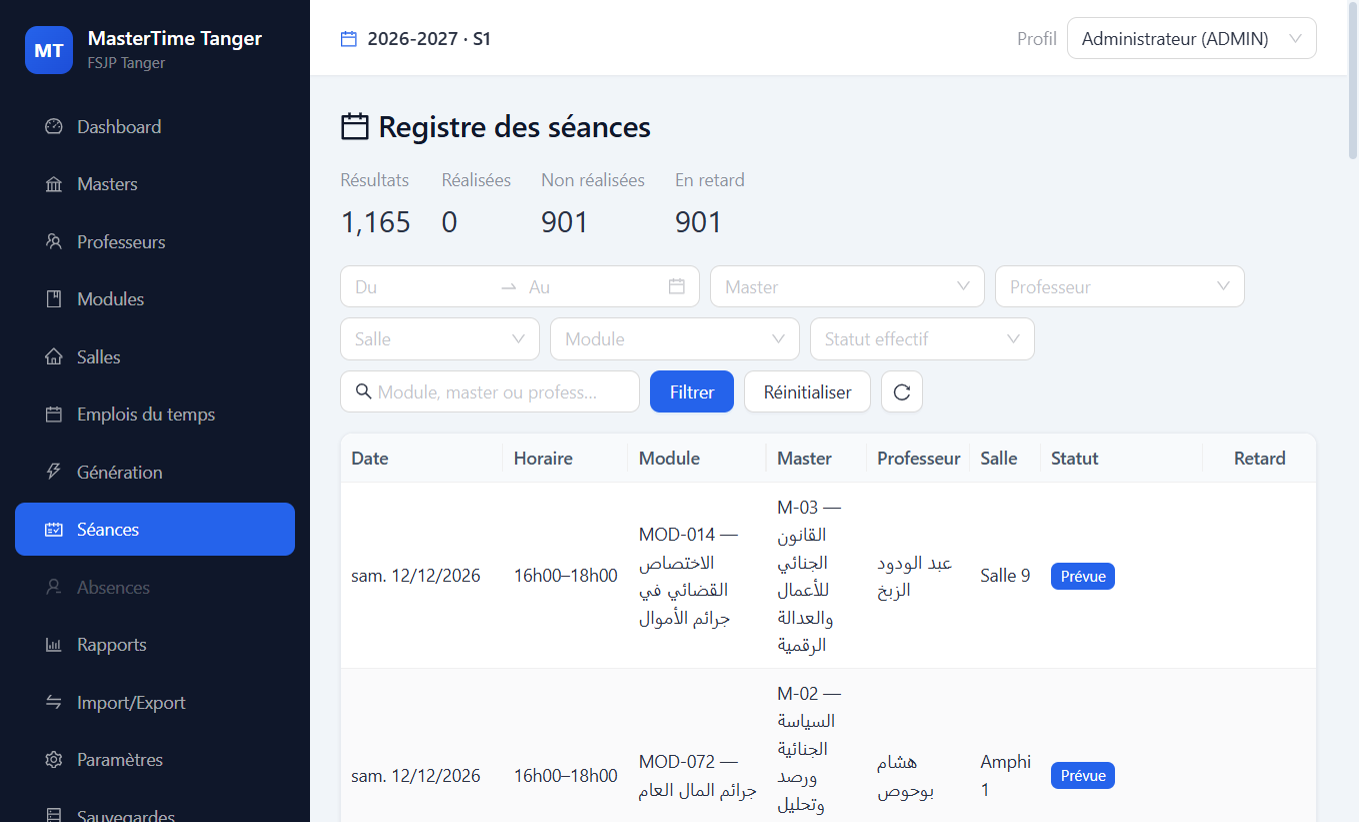 MT
MasterTime Tanger
FSJP Tanger
Dashboard
Masters
Professeurs
Modules
Salles
Emplois du temps
Génération
Séances
Absences
Rapports
Import/Export
Paramètres
Sauvegardes
2026-2027 · S1
Profil
Administrateur (ADMIN)
Registre des séances
Résultats Réalisées Non réalisées En retard
1,165 0 901 901
Du → Au Master Professeur
Salle Module Statut effectif
Module, master ou profess... Filtrer Réinitialiser
Date Horaire Module Master Professeur Salle Statut Retard
sam. 12/12/2026
16h00–18h00
MOD-014 —
الاختصاص
القضائي في
جرائم الأموال
M-03 —
القانون
الجنائي
للأعمال
والعدالة
الرقمية
عبد الودود
الزبخ
Salle 9
Prévue
sam. 12/12/2026
16h00–18h00
MOD-072 —
جرائم المال العام
M-02 —
السياسة
الجنائية
ورصد
وتحليل
هشام
بوحوص
Amphi
1
Prévue